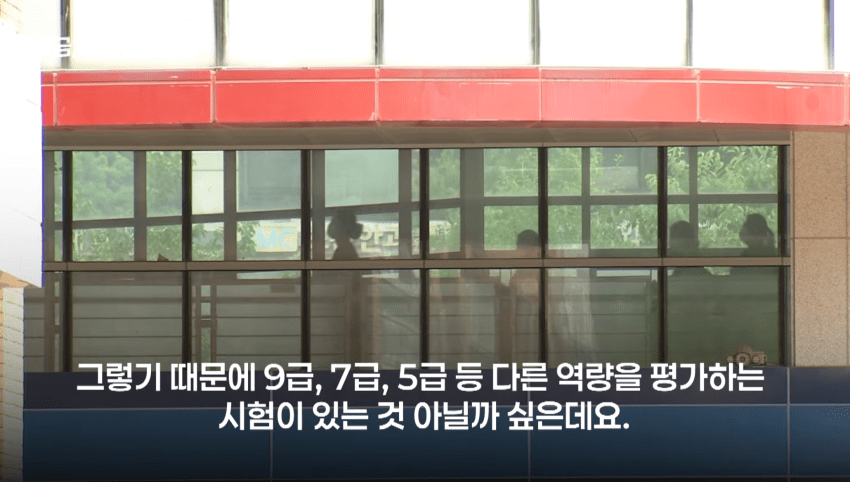 그렇기 때문에 9급, 7급, 5급 등 다른 역량을 평가하는
시험이 있는 것 아닐까 싶은데요.